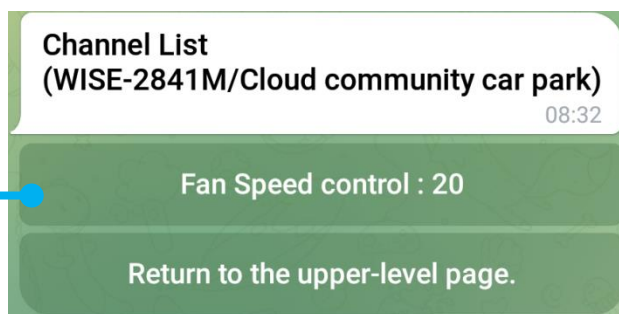 Channel List
(WISE-2841M/Cloud community car park)
08:32
Fan Speed control : 20
Return to the upper-level page.